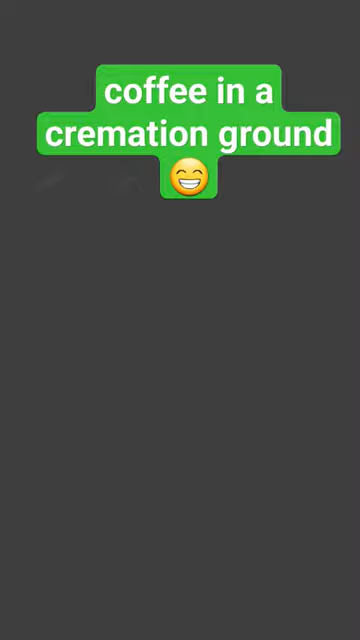 coffee in a
cremation ground
😁